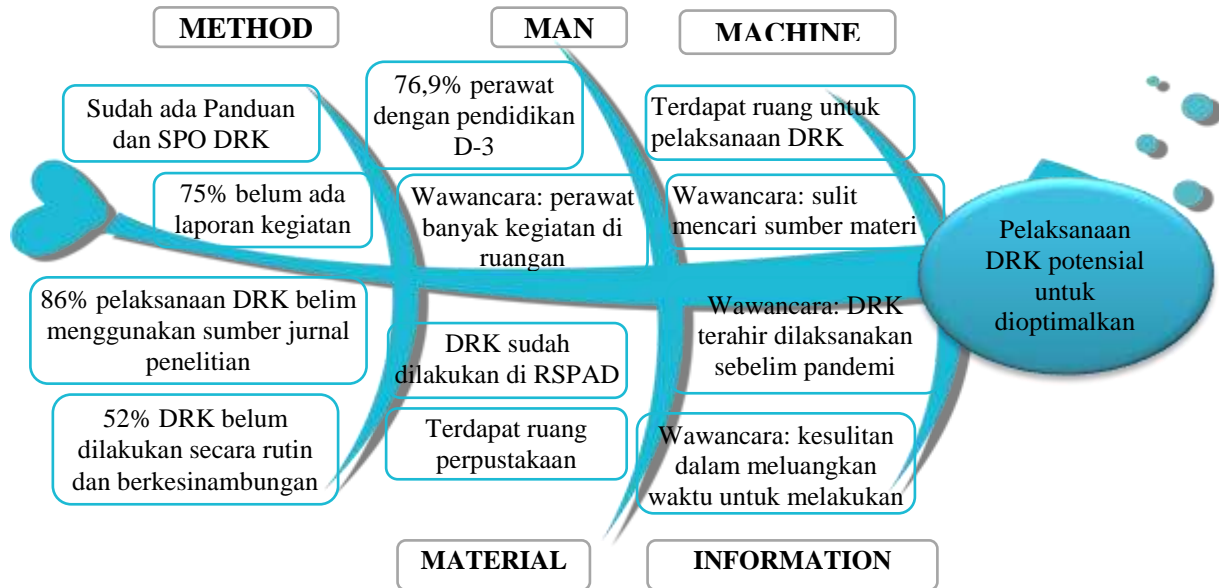 METHOD
MAN
MACHINE
Sudah ada Panduan
dan SPO DRK
75% belum ada
laporan kegiatan
76,9% perawat
dengan pendidikan
D-3
Wawancara: perawat
banyak kegiatan di
ruangan
Terdapat ruang untuk
pelaksanaan DRK
Wawancara: sulit
mencari sumber materi
Pelaksanaan
DRK potensial
untuk
dioptimalkan
86% pelaksanaan DRK belim
menggunakan sumber jurnal
penelitian
52% DRK belum
dilakukan secara rutin
dan berkesinambungan
DRK sudah
dilakukan di RSPAD
Terdapat ruang
perpustakaan
Wawancara: DRK
terahir dilaksanakan
sebelim pandemi
Wawancara: kesulitan
dalam meluangkan
waktu untuk melakukan
MATERIAL
INFORMATION